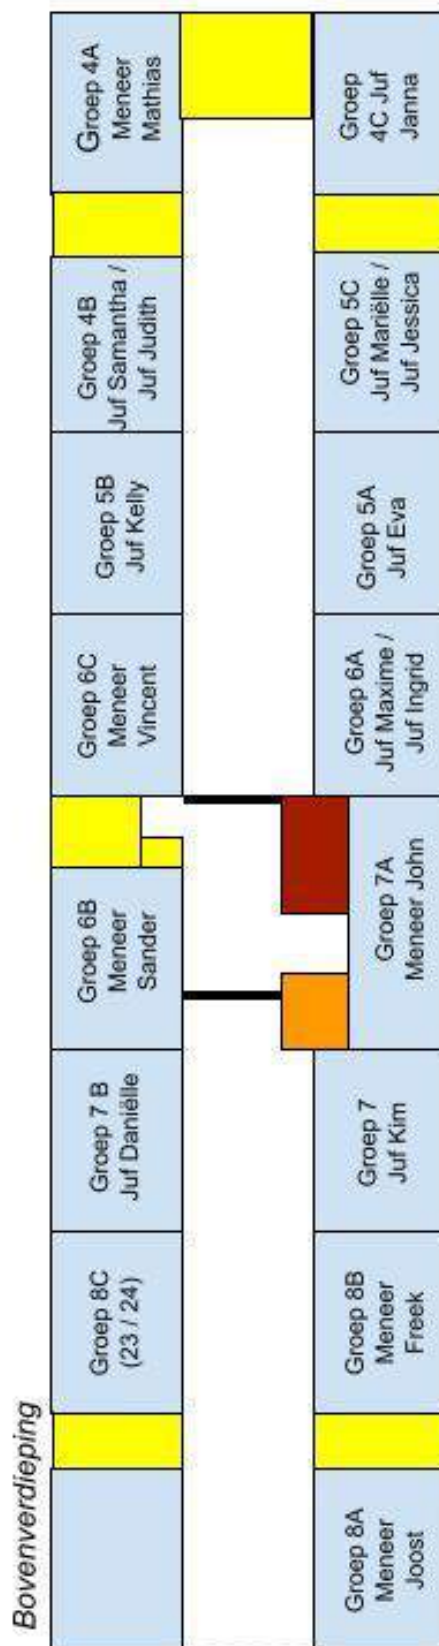 Bovenverdieping
Groep 8C
(23 / 24)
Groep 7 B
Juf Daniëlle
Groep 6B
Meneer
Sander
Groep 6C
Meneer
Vincent
Groep 5B
Juf Kelly
Groep 4B
Juf Samantha /
Juf Judith
Groep 4A
Meneer
Mathias
Groep 8A
Meneer
Joost
Groep 8B
Meneer
Freek
Groep 7
Juf Kim
Groep 7A
Meneer John
Groep 6A
Juf Maxime /
Juf Ingrid
Groep 5A
Juf Eva
Groep 5C
Juf Mariëlle /
Juf Jessica
Groep
4C Juf
Janna